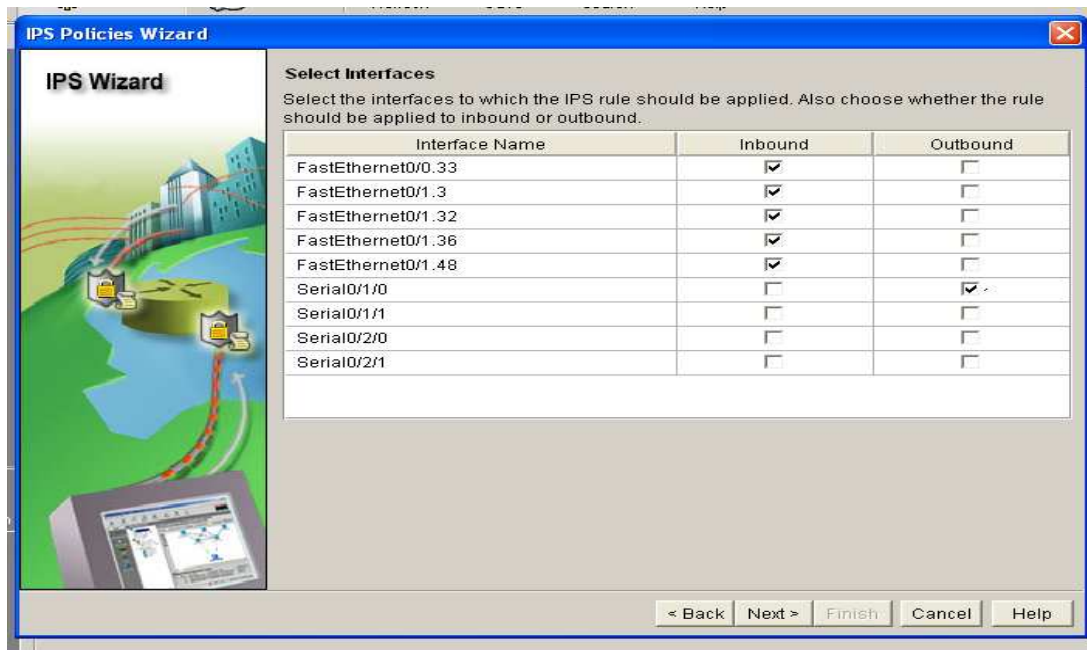 IPS Policies Wizard
IPS Wizard
Select Interfaces
Select the interfaces to which the IPS rule should be applied. Also choose whether the rule
should be applied to inbound or outbound.
Interface Name Inbound Outbound
FastEthernet0/0.33
FastEthernet0/1.3
FastEthernet0/1.32
FastEthernet0/1.36
FastEthernet0/1.48
Serial0/1/0
Serial0/1/1
Serial0/2/0
Serial0/2/1
< Back Next > Finish Cancel Help